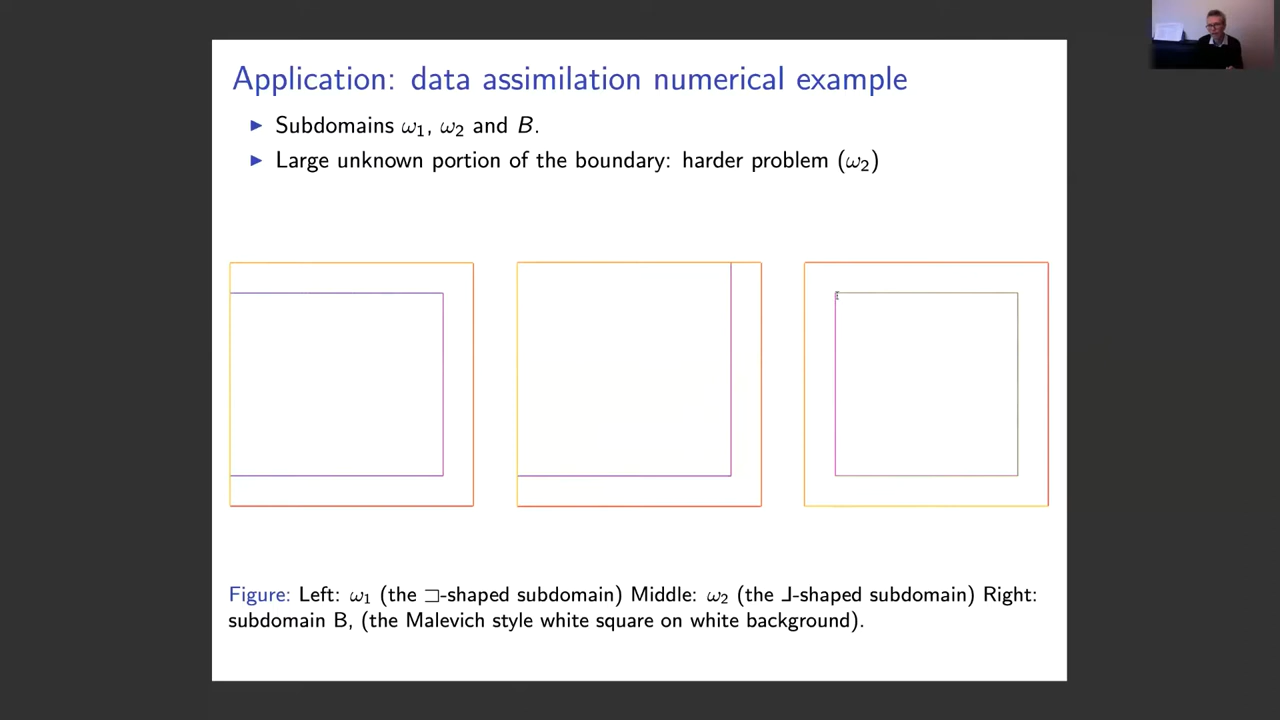 Application: data assimilation numerical example
▶ Subdomains ω₁, ω₂ and B.
▶ Large unknown portion of the boundary: harder problem (ω₂)
Figure: Left: ω₁ (the ⊐-shaped subdomain) Middle: ω₂ (the ⅃-shaped subdomain) Right:
subdomain B, (the Malevich style white square on white background).